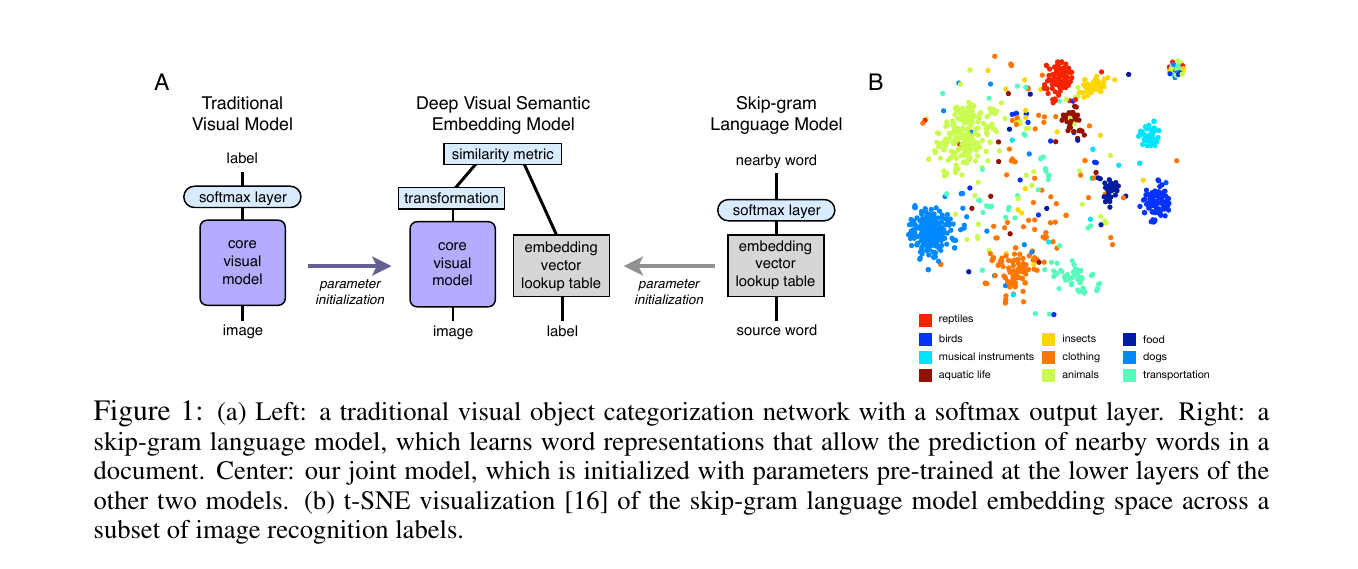 A
Traditional
Visual Model
label
softmax layer
core
visual
model
image
parameter
initialization
Deep Visual Semantic
Embedding Model
similarity metric
transformation
core
visual
model
image
embedding
vector
lookup table
label
parameter
initialization
Skip-gram
Language Model
nearby word
softmax layer
embedding
vector
lookup table
source word
B
reptiles
birds
musical instruments
aquatic life
insects
clothing
animals
food
dogs
transportation
Figure 1: (a) Left: a traditional visual object categorization network with a softmax output layer. Right: a
skip-gram language model, which learns word representations that allow the prediction of nearby words in a
document. Center: our joint model, which is initialized with parameters pre-trained at the lower layers of the
other two models. (b) t-SNE visualization [16] of the skip-gram language model embedding space across a
subset of image recognition labels.